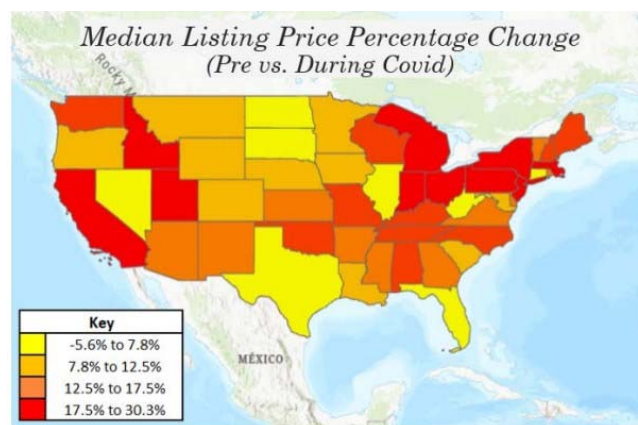 Median Listing Price Percentage Change
(Pre vs. During Covid)
Rocky M
Key
-5.6% to 7.8%
7.8% to 12.5%
12.5% to 17.5%
17.5% to 30.3%
MÉXICO